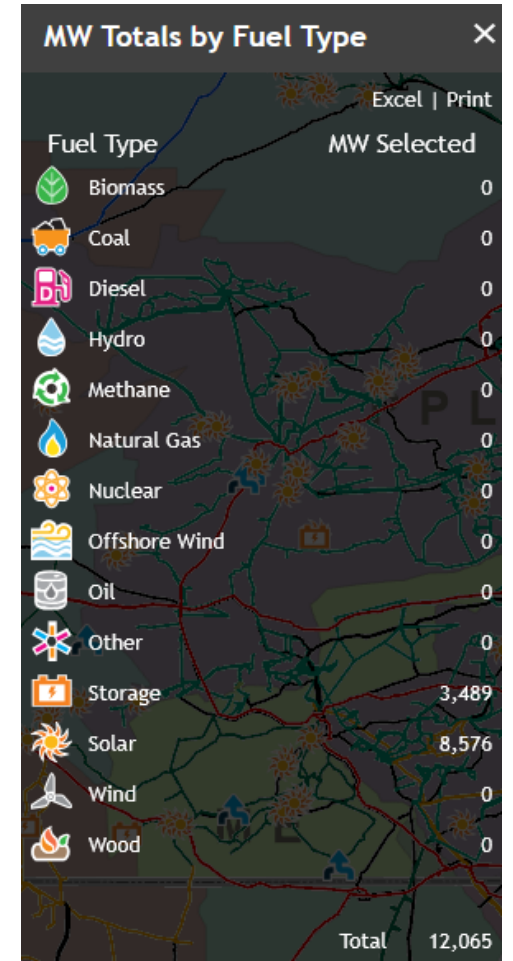 MW Totals by Fuel Type ×
Excel | Print
Fuel Type MW Selected
Biomass 0
Coal 0
D Diesel 0
Hydro 0
Methane 0
Natural Gas 0
Nuclear 0
Offshore Wind 0
Oil 0
Other 0
Storage 3,489
Solar 8,576
Wind 0
Wood 0
Total 12,065
P L